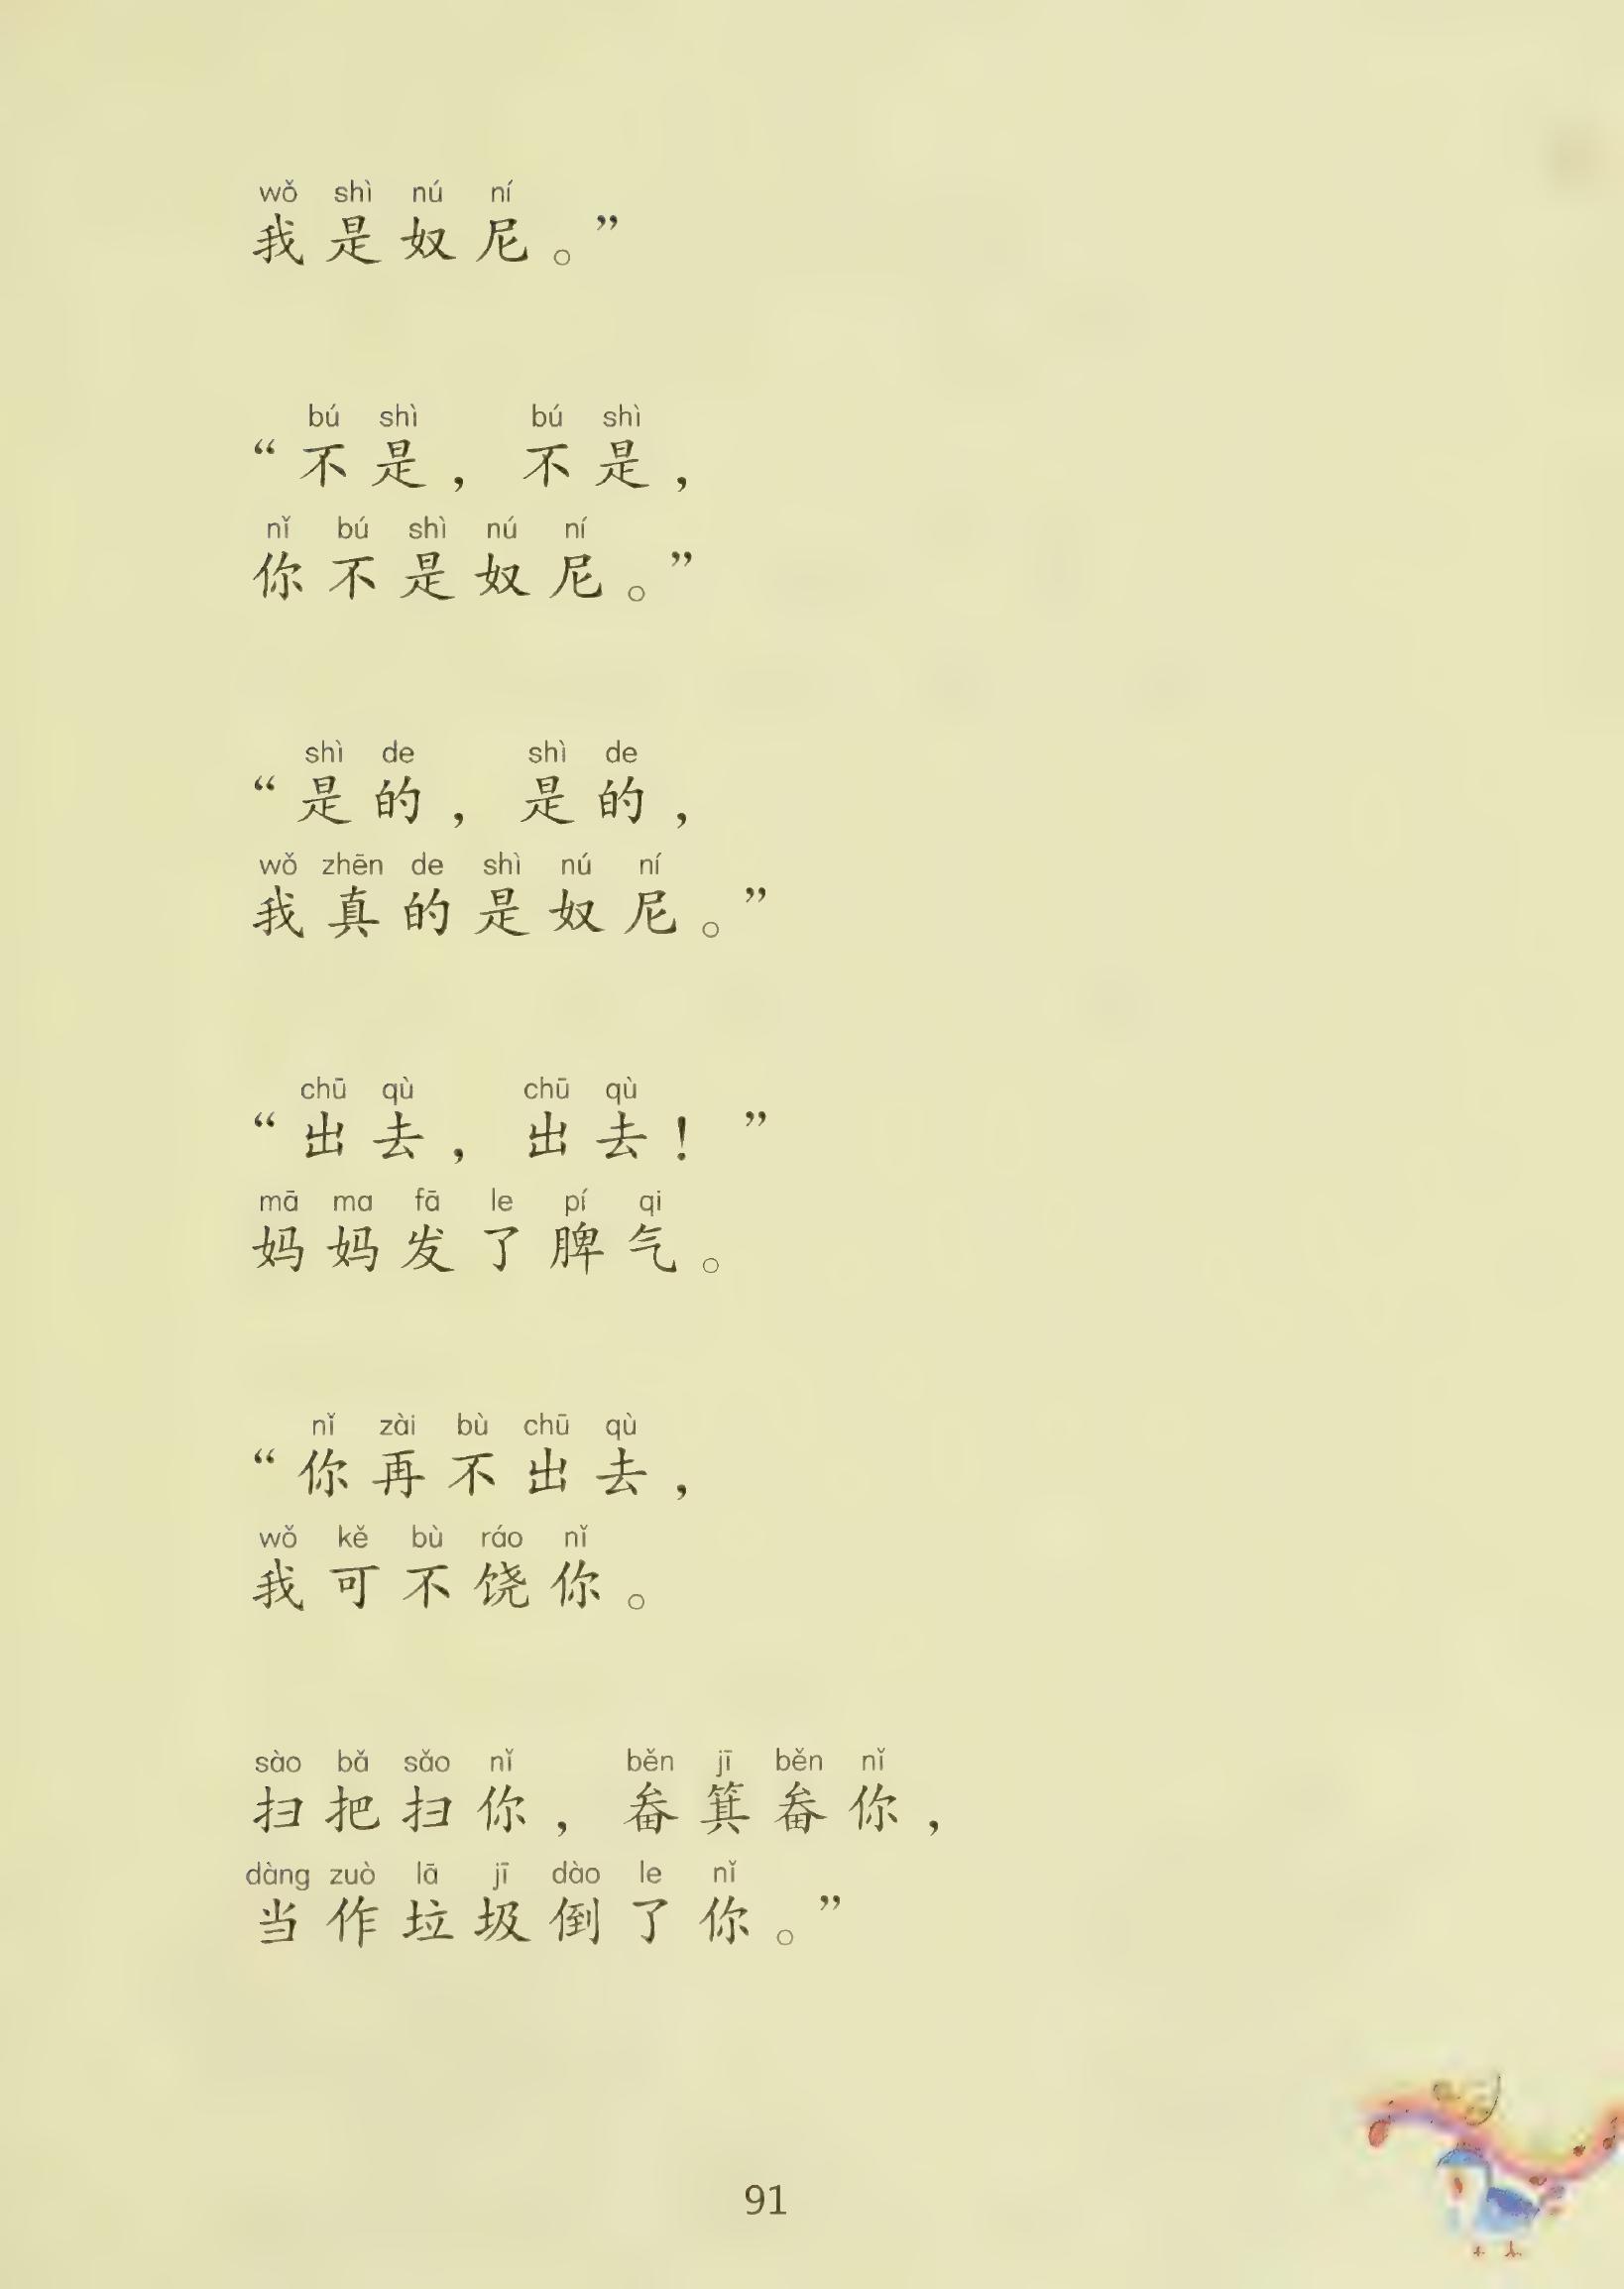 wǒ shì nú ní
我是奴尼。”
bú shì bú shì
“不是，不是，
nǐ bú shì nú ní
你不是奴尼。”
shì de shì de
“是的，是的，
wǒ zhēn de shì nú ní
我真的是奴尼。”
chū qù chū qù
“出去，出去！”
mā ma fā le pí qi
妈妈发了脾气。
nǐ zài bù chū qù
“你再不出去，
wǒ kě bù ráo nǐ
我可不饶你。
sào bǎ sǎo nǐ běn jī běn nǐ
扫把扫你，畚箕畚你，
dàng zuò lā jī dào le nǐ
当作垃圾倒了你。”
91